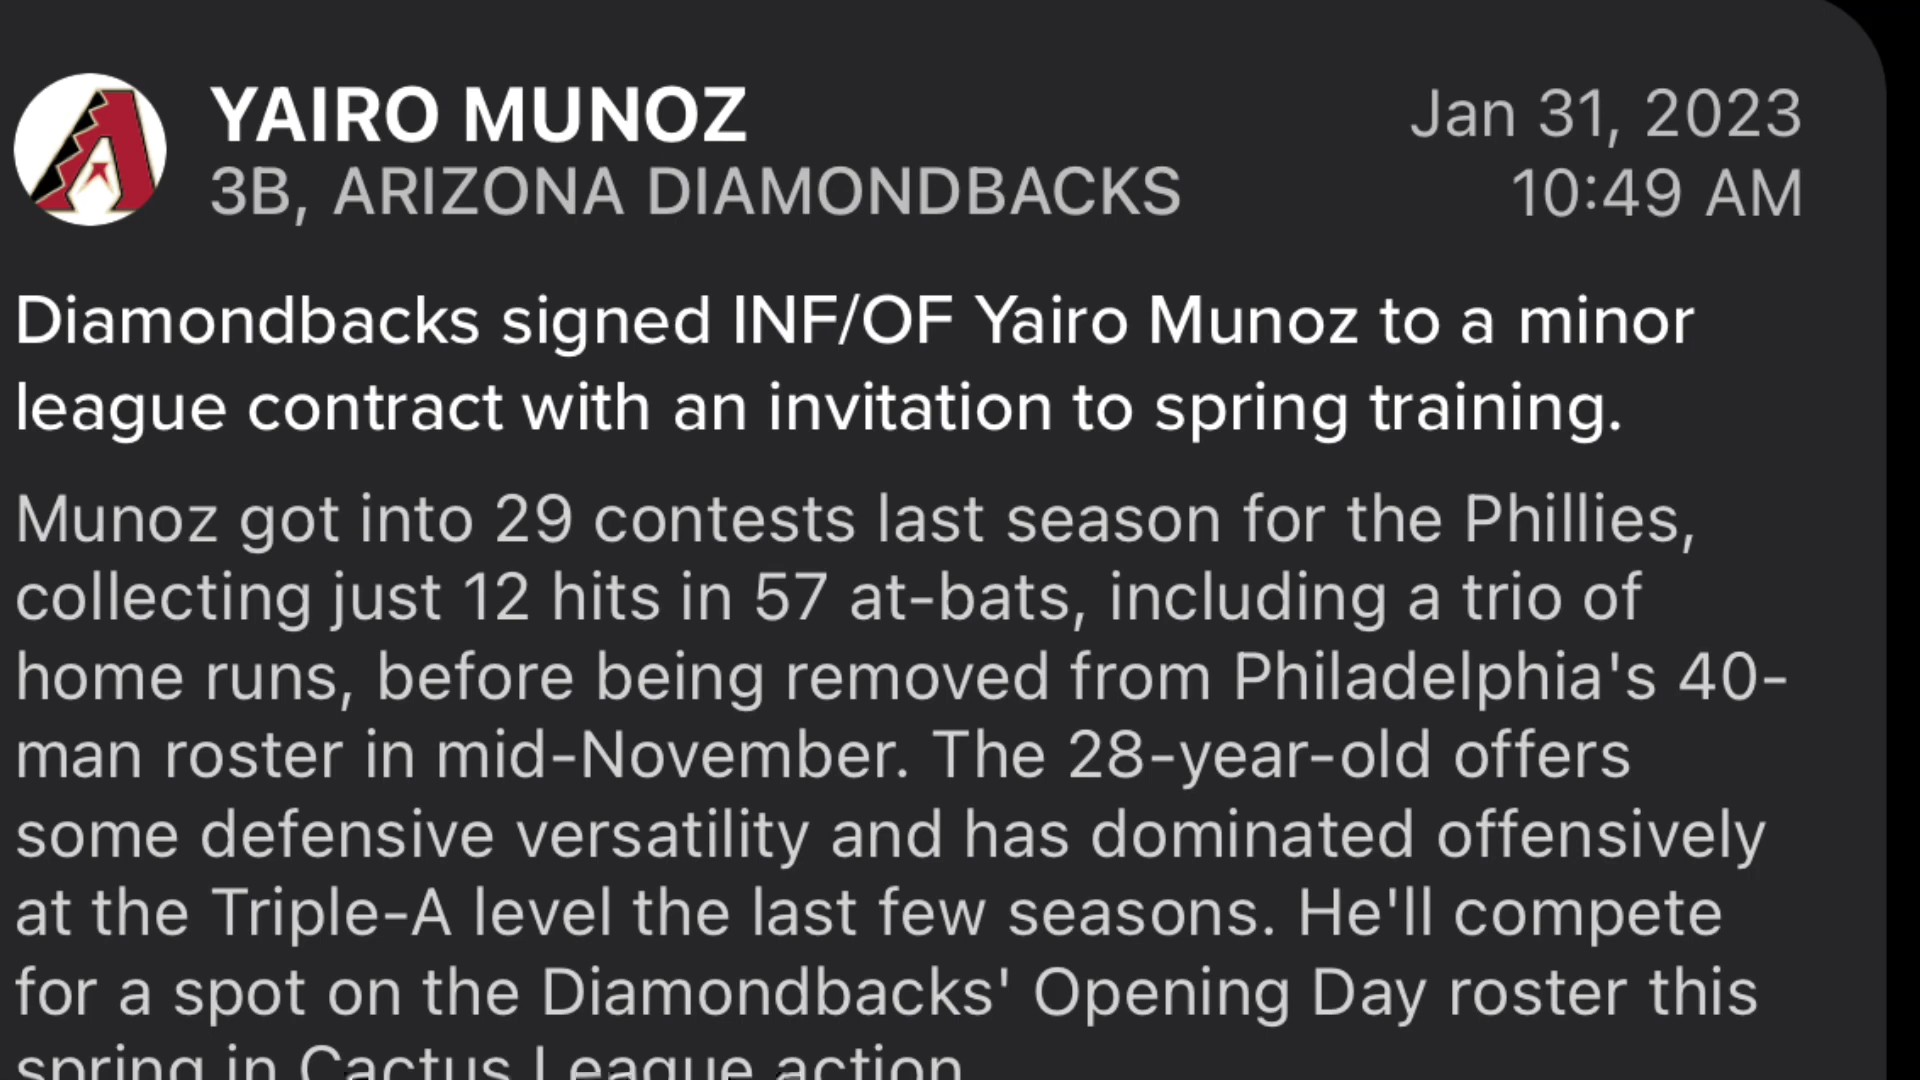 YAIRO MUNOZ
3B, ARIZONA DIAMONDBACKS
Jan 31, 2023
10:49 AM
Diamondbacks signed INF/OF Yairo Munoz to a minor
league contract with an invitation to spring training.
Munoz got into 29 contests last season for the Phillies,
collecting just 12 hits in 57 at-bats, including a trio of
home runs, before being removed from Philadelphia's 40-
man roster in mid-November. The 28-year-old offers
some defensive versatility and has dominated offensively
at the Triple-A level the last few seasons. He'll compete
for a spot on the Diamondbacks' Opening Day roster this
spring in Cactus League action